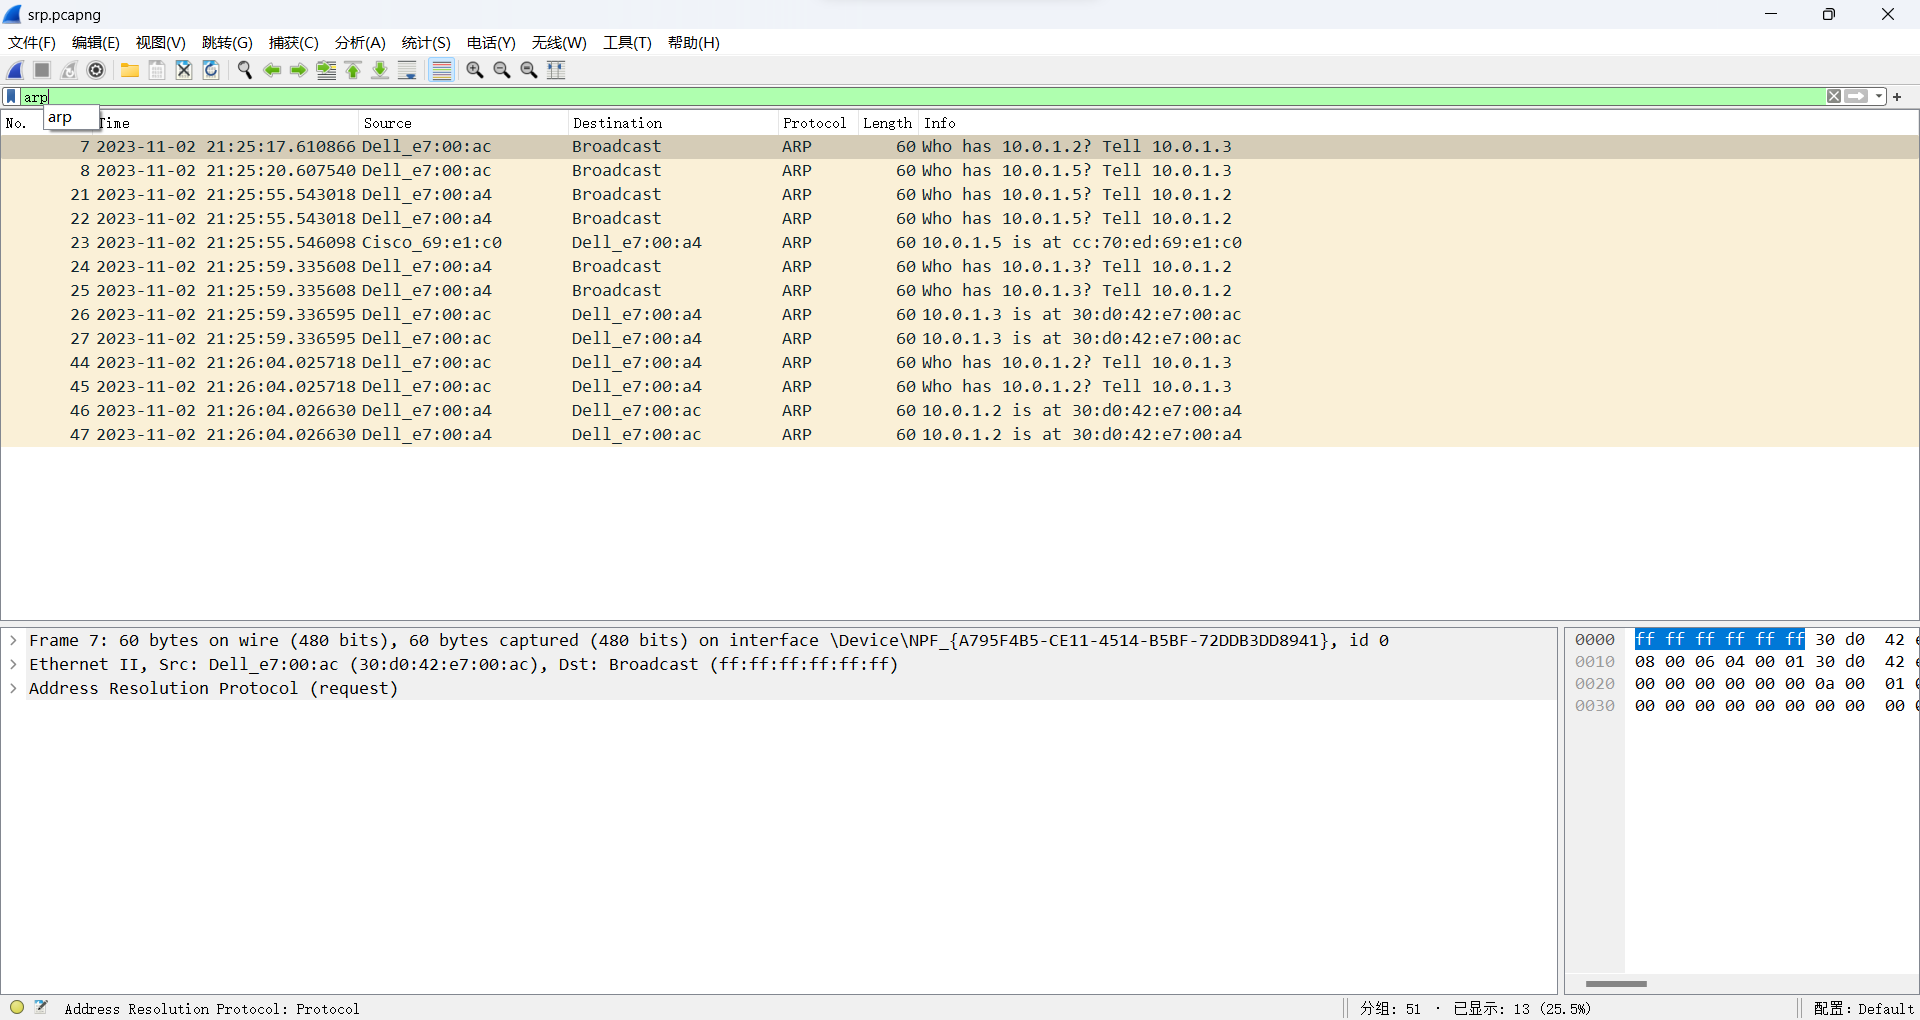 srp.pcapng
文件(F) 编辑(E) 视图(V) 跳转(G) 捕获(C) 分析(A) 统计(S) 电话(Y) 无线(W) 工具(T) 帮助(H)
arp
arp
No. Time Source Destination Protocol Length Info
7 2023-11-02 21:25:17.610866 Dell_e7:00:ac Broadcast ARP 60 Who has 10.0.1.2? Tell 10.0.1.3
8 2023-11-02 21:25:20.607540 Dell_e7:00:ac Broadcast ARP 60 Who has 10.0.1.5? Tell 10.0.1.3
21 2023-11-02 21:25:55.543018 Dell_e7:00:a4 Broadcast ARP 60 Who has 10.0.1.5? Tell 10.0.1.2
22 2023-11-02 21:25:55.543018 Dell_e7:00:a4 Broadcast ARP 60 Who has 10.0.1.5? Tell 10.0.1.2
23 2023-11-02 21:25:55.546098 Cisco_69:e1:c0 Dell_e7:00:a4 ARP 60 10.0.1.5 is at cc:70:ed:69:e1:c0
24 2023-11-02 21:25:59.335608 Dell_e7:00:a4 Broadcast ARP 60 Who has 10.0.1.3? Tell 10.0.1.2
25 2023-11-02 21:25:59.335608 Dell_e7:00:a4 Broadcast ARP 60 Who has 10.0.1.3? Tell 10.0.1.2
26 2023-11-02 21:25:59.336595 Dell_e7:00:ac Dell_e7:00:a4 ARP 60 10.0.1.3 is at 30:d0:42:e7:00:ac
27 2023-11-02 21:25:59.336595 Dell_e7:00:ac Dell_e7:00:a4 ARP 60 10.0.1.3 is at 30:d0:42:e7:00:ac
44 2023-11-02 21:26:04.025718 Dell_e7:00:ac Dell_e7:00:a4 ARP 60 Who has 10.0.1.2? Tell 10.0.1.3
45 2023-11-02 21:26:04.025718 Dell_e7:00:ac Dell_e7:00:a4 ARP 60 Who has 10.0.1.2? Tell 10.0.1.3
46 2023-11-02 21:26:04.026630 Dell_e7:00:a4 Dell_e7:00:ac ARP 60 10.0.1.2 is at 30:d0:42:e7:00:a4
47 2023-11-02 21:26:04.026630 Dell_e7:00:a4 Dell_e7:00:ac ARP 60 10.0.1.2 is at 30:d0:42:e7:00:a4
Frame 7: 60 bytes on wire (480 bits), 60 bytes captured (480 bits) on interface \Device\NPF_{A795F4B5-CE11-4514-B5BF-72DDB3DD8941}, id 0
Ethernet II, Src: Dell_e7:00:ac (30:d0:42:e7:00:ac), Dst: Broadcast (ff:ff:ff:ff:ff:ff)
Address Resolution Protocol (request)
0000 ff ff ff ff ff ff 30 d0 42
0010 08 00 06 04 00 01 30 d0 42
0020 00 00 00 00 00 00 0a 00 01
0030 00 00 00 00 00 00 00 00 00
Address Resolution Protocol: Protocol
分组: 51 · 已显示: 13 (25.5%)
配置: Default